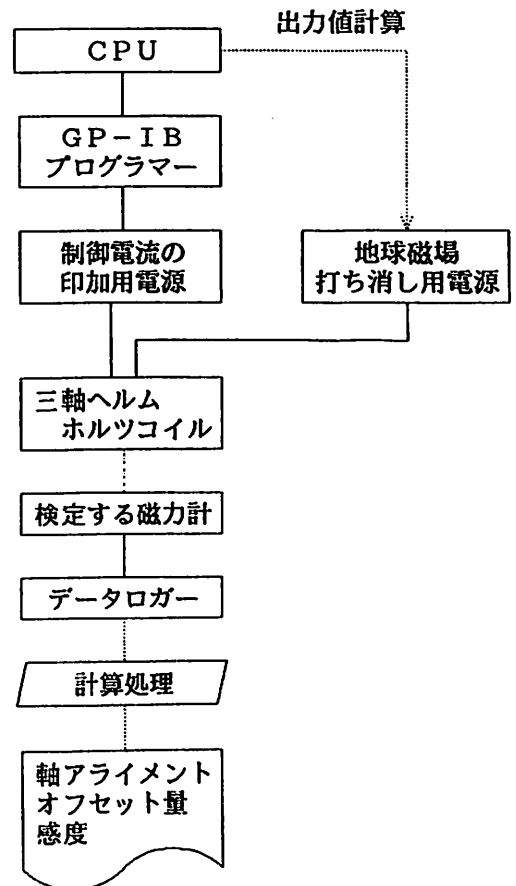 出力値計算
ＣＰＵ
ＧＰ－ＩＢ
プログラマー
制御電流の
印加用電源
地球磁場
打ち消し用電源
三軸ヘルム
ホルツコイル
検定する磁力計
データロガー
計算処理
軸アライメント
オフセット量
感度